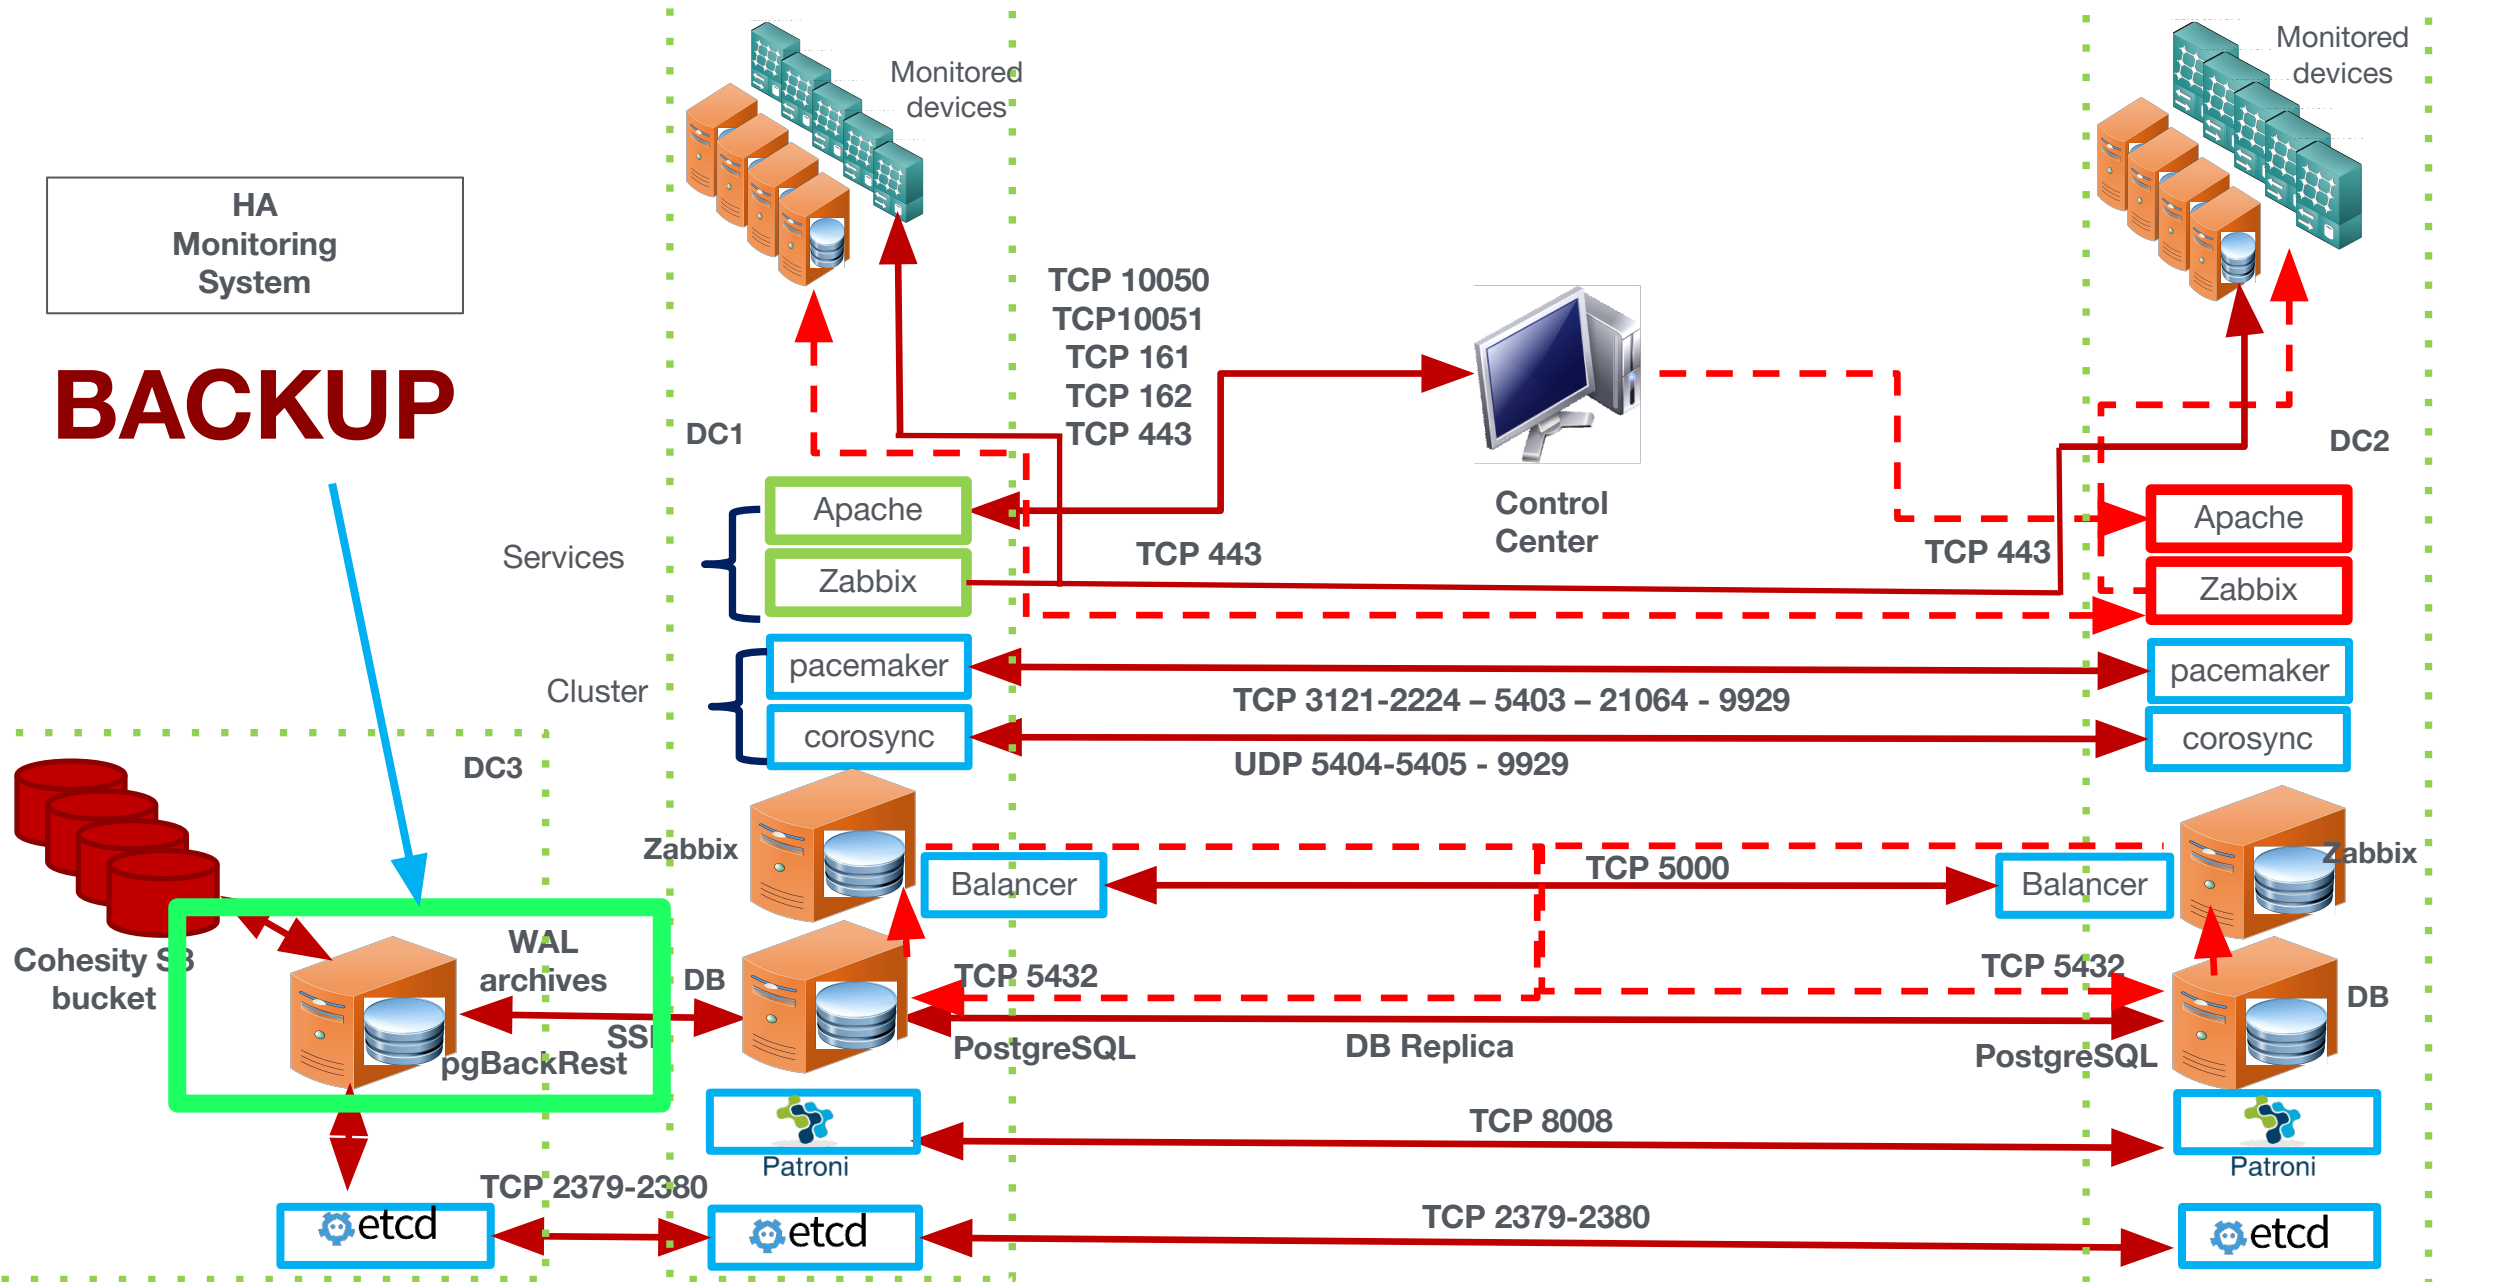 Monitored
devices
Monitored
devices
HA
Monitoring
System
BACKUP
TCP 10050
TCP10051
TCP 161
TCP 162
TCP 443
DC1
DC2
Control
Center
Services
Apache
Zabbix
TCP 443
TCP 443
Apache
Zabbix
Cluster
pacemaker
corosync
TCP 3121-2224 – 5403 – 21064 - 9929
UDP 5404-5405 - 9929
pacemaker
corosync
DC3
Zabbix
Balancer
TCP 5000
Balancer
Zabbix
Cohesity S3
bucket
WAL
archives
SSH
pgBackRest
DB
TCP 5432
PostgreSQL
DB Replica
TCP 5432
PostgreSQL
DB
Patroni
TCP 8008
Patroni
TCP 2379-2380
etcd
etcd
TCP 2379-2380
etcd